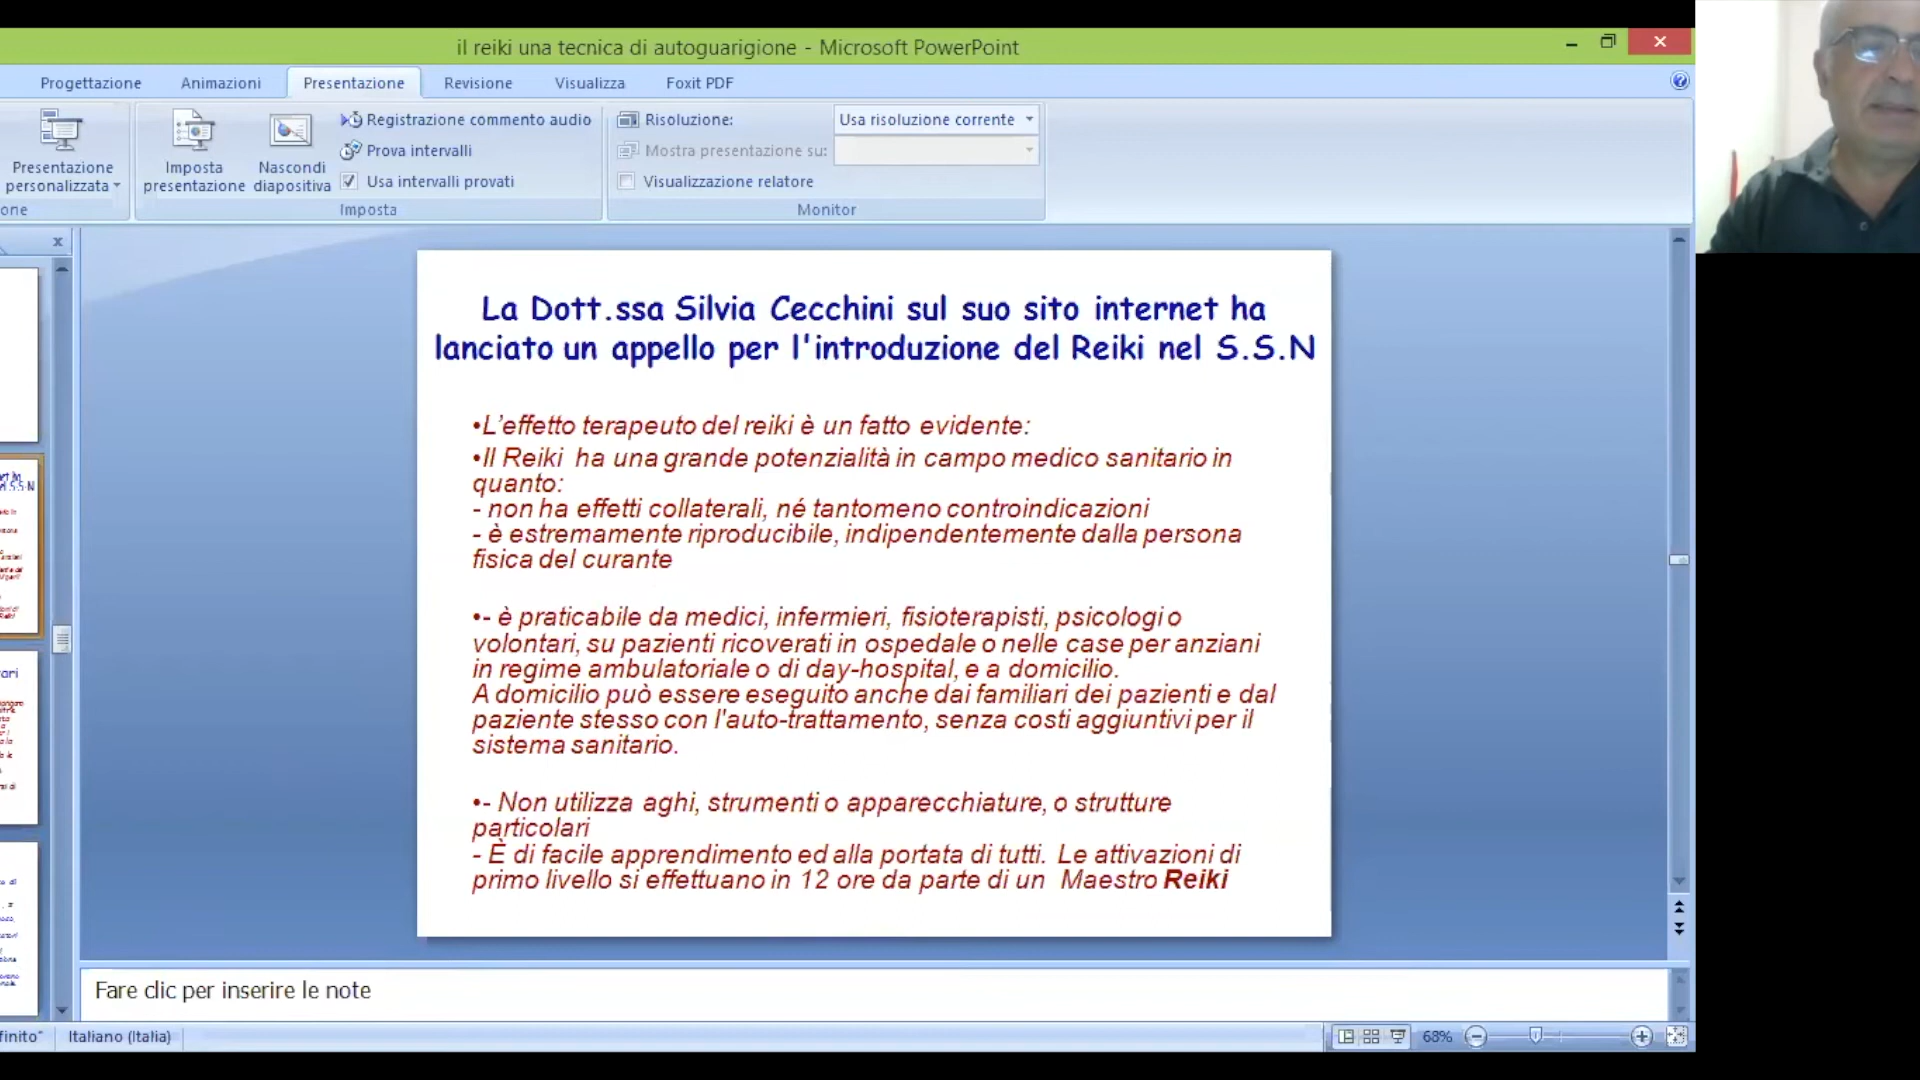 il reiki una tecnica di autoguarigione - Microsoft PowerPoint
Progettazione Animazioni Presentazione Revisione Visualizza Foxit PDF
Presentazione
personalizzata
Imposta
presentazione
Nascondi
diapositiva
Registrazione commento audio
Prova intervalli
Usa intervalli provati
Imposta
Risoluzione: Usa risoluzione corrente
Mostra presentazione su:
Visualizzazione relatore
Monitor
La Dott.ssa Silvia Cecchini sul suo sito internet ha
lanciato un appello per l'introduzione del Reiki nel S.S.N
•L'effetto terapeuto del reiki è un fatto evidente:
•Il Reiki ha una grande potenzialità in campo medico sanitario in
quanto:
- non ha effetti collaterali, né tantomeno controindicazioni
- è estremamente riproducibile, indipendentemente dalla persona
fisica del curante
•- è praticabile da medici, infermieri, fisioterapisti, psicologi o
volontari, su pazienti ricoverati in ospedale o nelle case per anziani
in regime ambulatoriale o di day-hospital, e a domicilio.
A domicilio può essere eseguito anche dai familiari dei pazienti e dal
paziente stesso con l'auto-trattamento, senza costi aggiuntivi per il
sistema sanitario.
•- Non utilizza aghi, strumenti o apparecchiature, o strutture
particolari
- È di facile apprendimento ed alla portata di tutti. Le attivazioni di
primo livello si effettuano in 12 ore da parte di un Maestro Reiki
Fare clic per inserire le note
Italiano (Italia)
68%